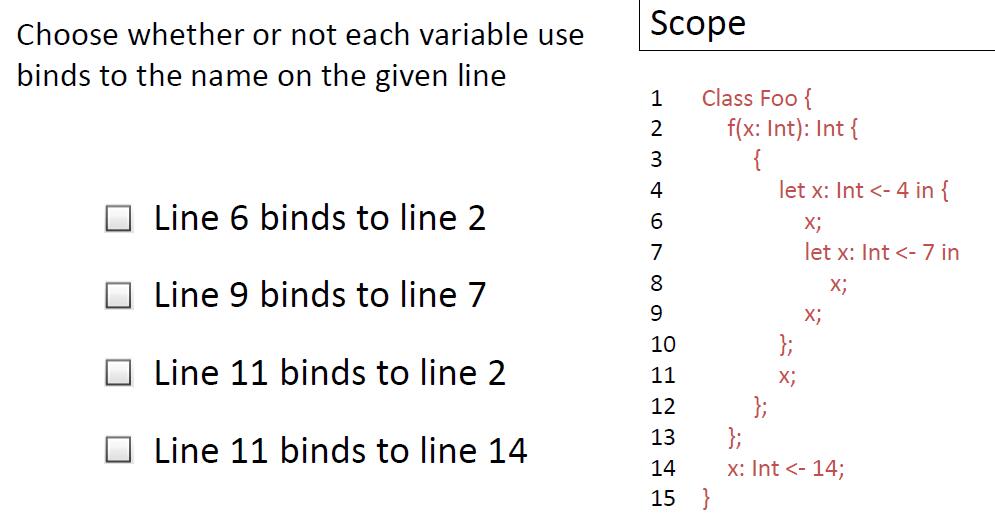 Choose whether or not each variable use
binds to the name on the given line
Line 6 binds to line 2
Line 9 binds to line 7
Line 11 binds to line 2
Line 11 binds to line 14
Scope
1 Class Foo {
2 f(x: Int): Int {
3 {
4 let x: Int <- 4 in {
6 x;
7 let x: Int <- 7 in
8 x;
9 x;
10 };
11 x;
12 };
13 };
14 x: Int <- 14;
15 }